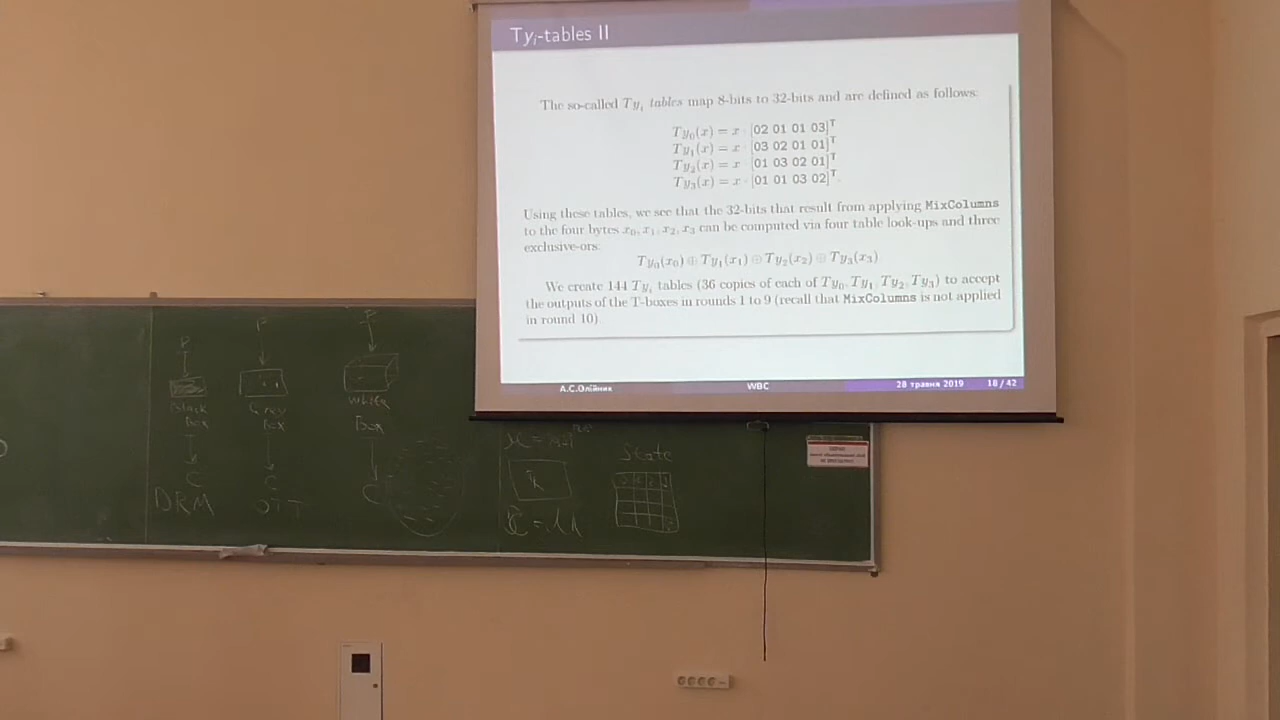 Ty_i-tables II
The so-called Ty_i tables map 8-bits to 32-bits and are defined as follows:
Ty_0(x) = x · [02 01 01 03]^T
Ty_1(x) = x · [03 02 01 01]^T
Ty_2(x) = x · [01 03 02 01]^T
Ty_3(x) = x · [01 01 03 02]^T.
Using these tables, we see that the 32-bits that result from applying MixColumns
to the four bytes x_0, x_1, x_2, x_3 can be computed via four table look-ups and three
exclusive-ors:
Ty_0(x_0) ⊕ Ty_1(x_1) ⊕ Ty_2(x_2) ⊕ Ty_3(x_3)
We create 144 Ty_i tables (36 copies of each of Ty_0, Ty_1, Ty_2, Ty_3) to accept
the outputs of the T-boxes in rounds 1 to 9 (recall that MixColumns is not applied
in round 10).
А.С.Олійник WBC 28 травня 2019 18 / 42
P P P
Black Grey White
Box Box Box
C C C
DRM OTT
State